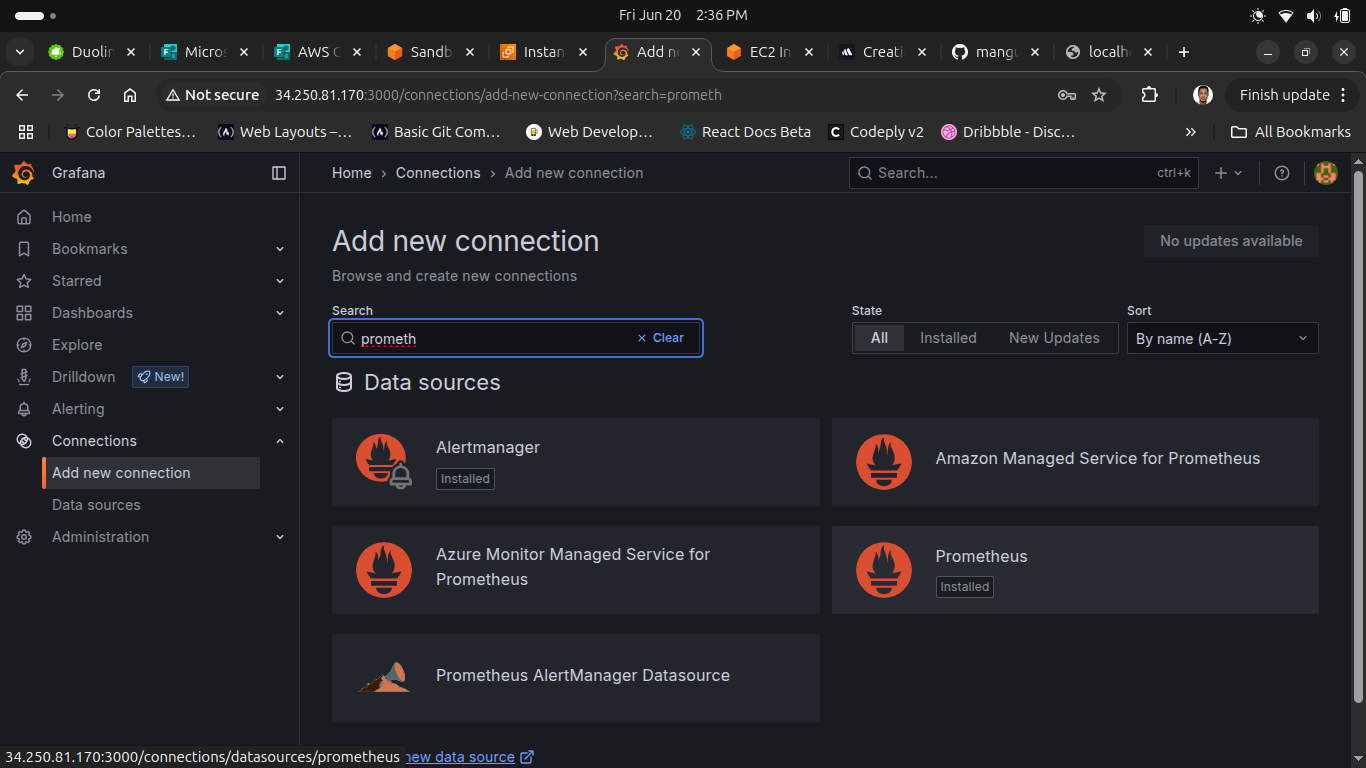 Fri Jun 20 2:36 PM
Duolin
Micros
AWS C
Sandb
Instan
Add ne
EC2 In
Creati
mangu
localh
Not secure 34.250.81.170:3000/connections/add-new-connection?search=prometh
Finish update
Color Palettes...
Web Layouts –...
Basic Git Com...
Web Develop...
React Docs Beta
Codeply v2
Dribbble - Disc...
All Bookmarks
Grafana
Home › Connections › Add new connection
Search... ctrl+k
Home
Bookmarks
Starred
Dashboards
Explore
Drilldown New!
Alerting
Connections
Add new connection
Data sources
Administration
Add new connection
No updates available
Browse and create new connections
Search
prometh
Clear
State
All Installed New Updates
Sort
By name (A-Z)
Data sources
Alertmanager
Installed
Amazon Managed Service for Prometheus
Azure Monitor Managed Service for
Prometheus
Prometheus
Installed
Prometheus AlertManager Datasource
34.250.81.170:3000/connections/datasources/prometheus
new data source